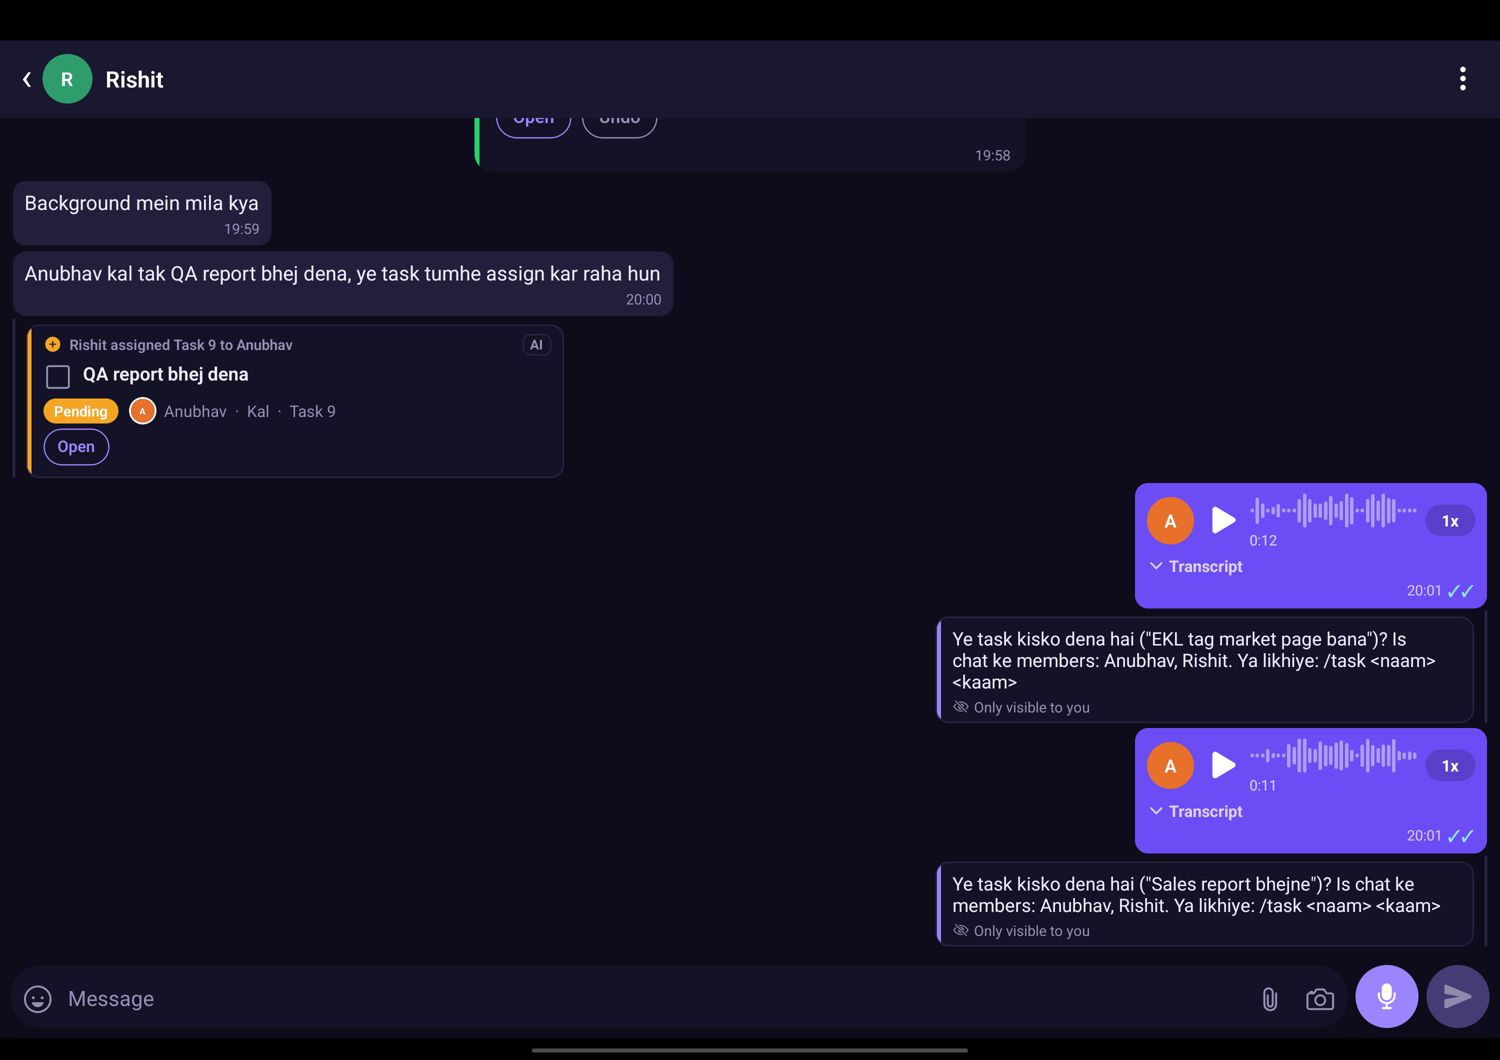 R
Rishit
Open
Undo
19:58
Background mein mila kya
19:59
Anubhav kal tak QA report bhej dena, ye task tumhe assign kar raha hun
20:00
Rishit assigned Task 9 to Anubhav
AI
QA report bhej dena
Pending
A
Anubhav · Kal · Task 9
Open
A
1x
0:12
Transcript
20:01
Ye task kisko dena hai ("EKL tag market page bana")? Is
chat ke members: Anubhav, Rishit. Ya likhiye: /task <naam>
<kaam>
Only visible to you
A
1x
0:11
Transcript
20:01
Ye task kisko dena hai ("Sales report bhejne")? Is chat ke
members: Anubhav, Rishit. Ya likhiye: /task <naam> <kaam>
Only visible to you
Message